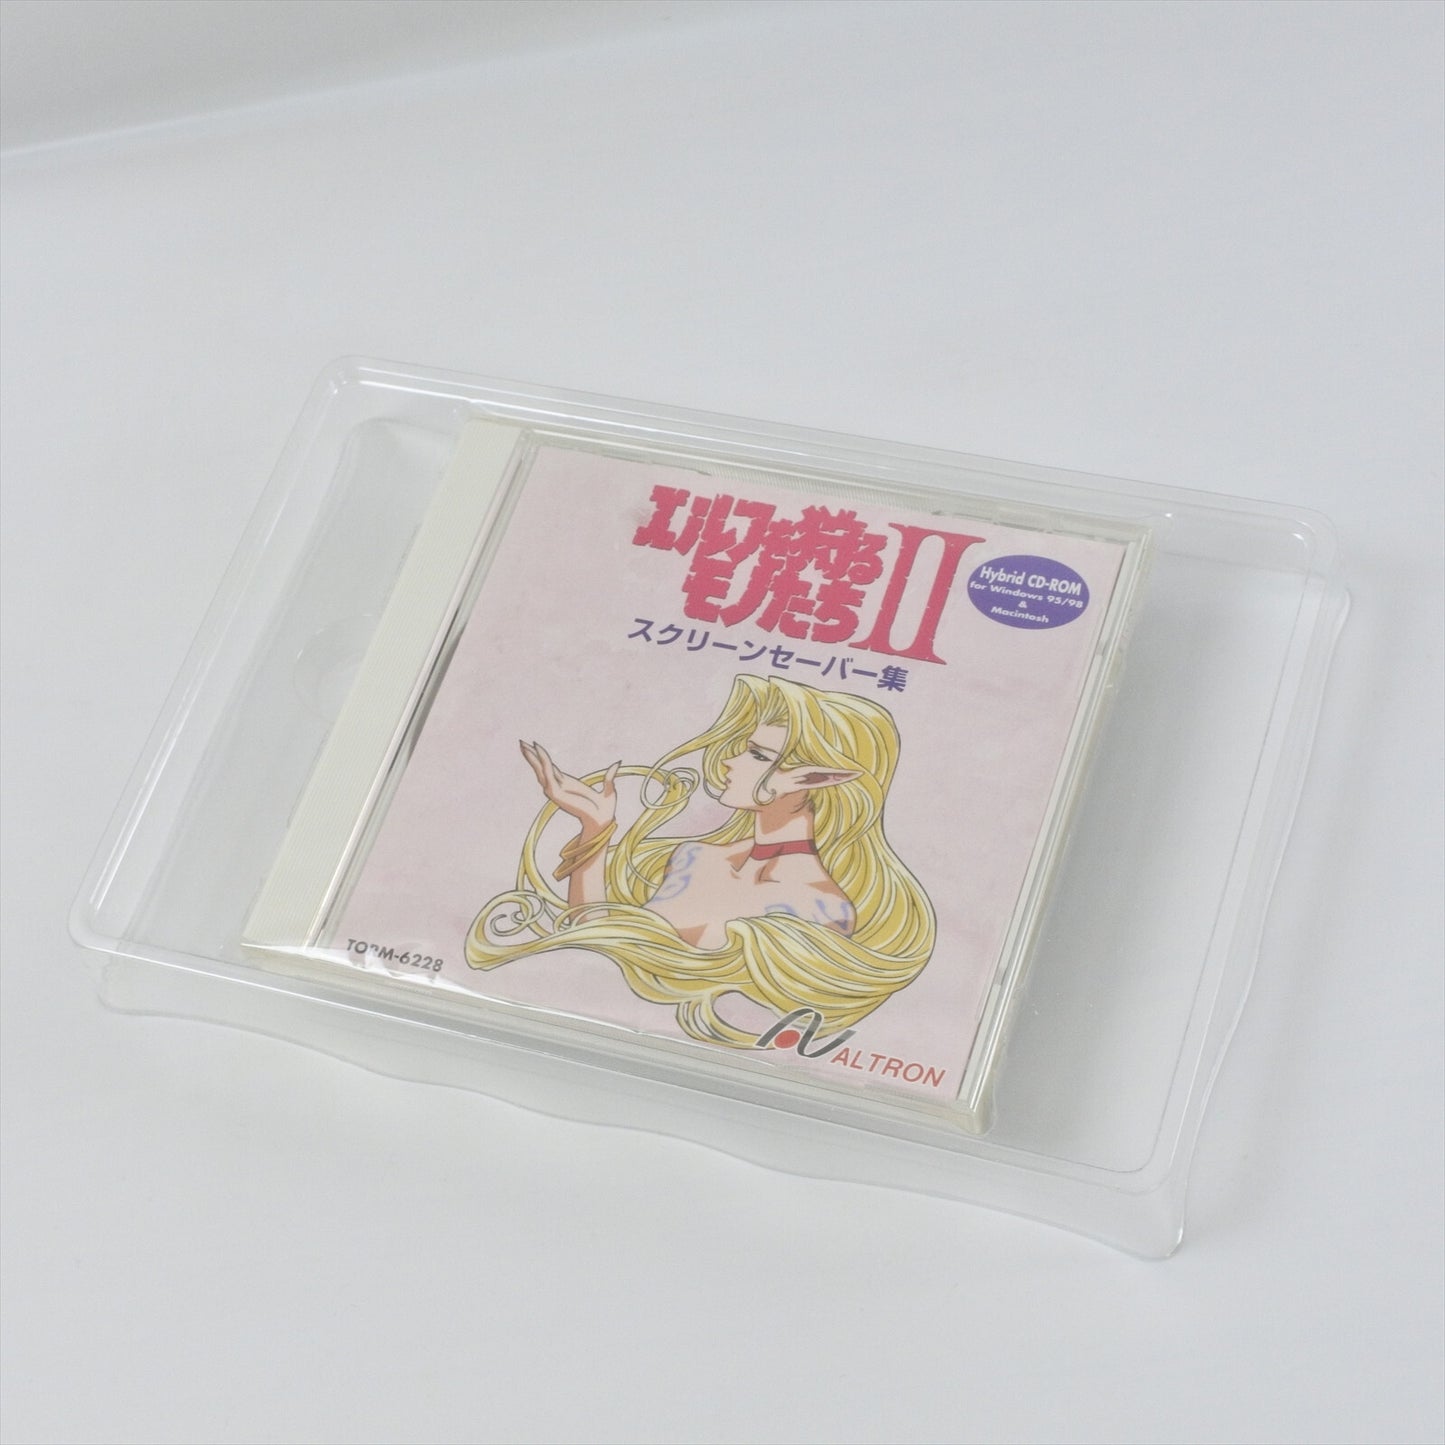 エルフを狩る
モノたちII
スクリーンセーバー集
Hybrid CD-ROM
for Windows 95/98
&
Macintosh
TORM-6228
ALTRON